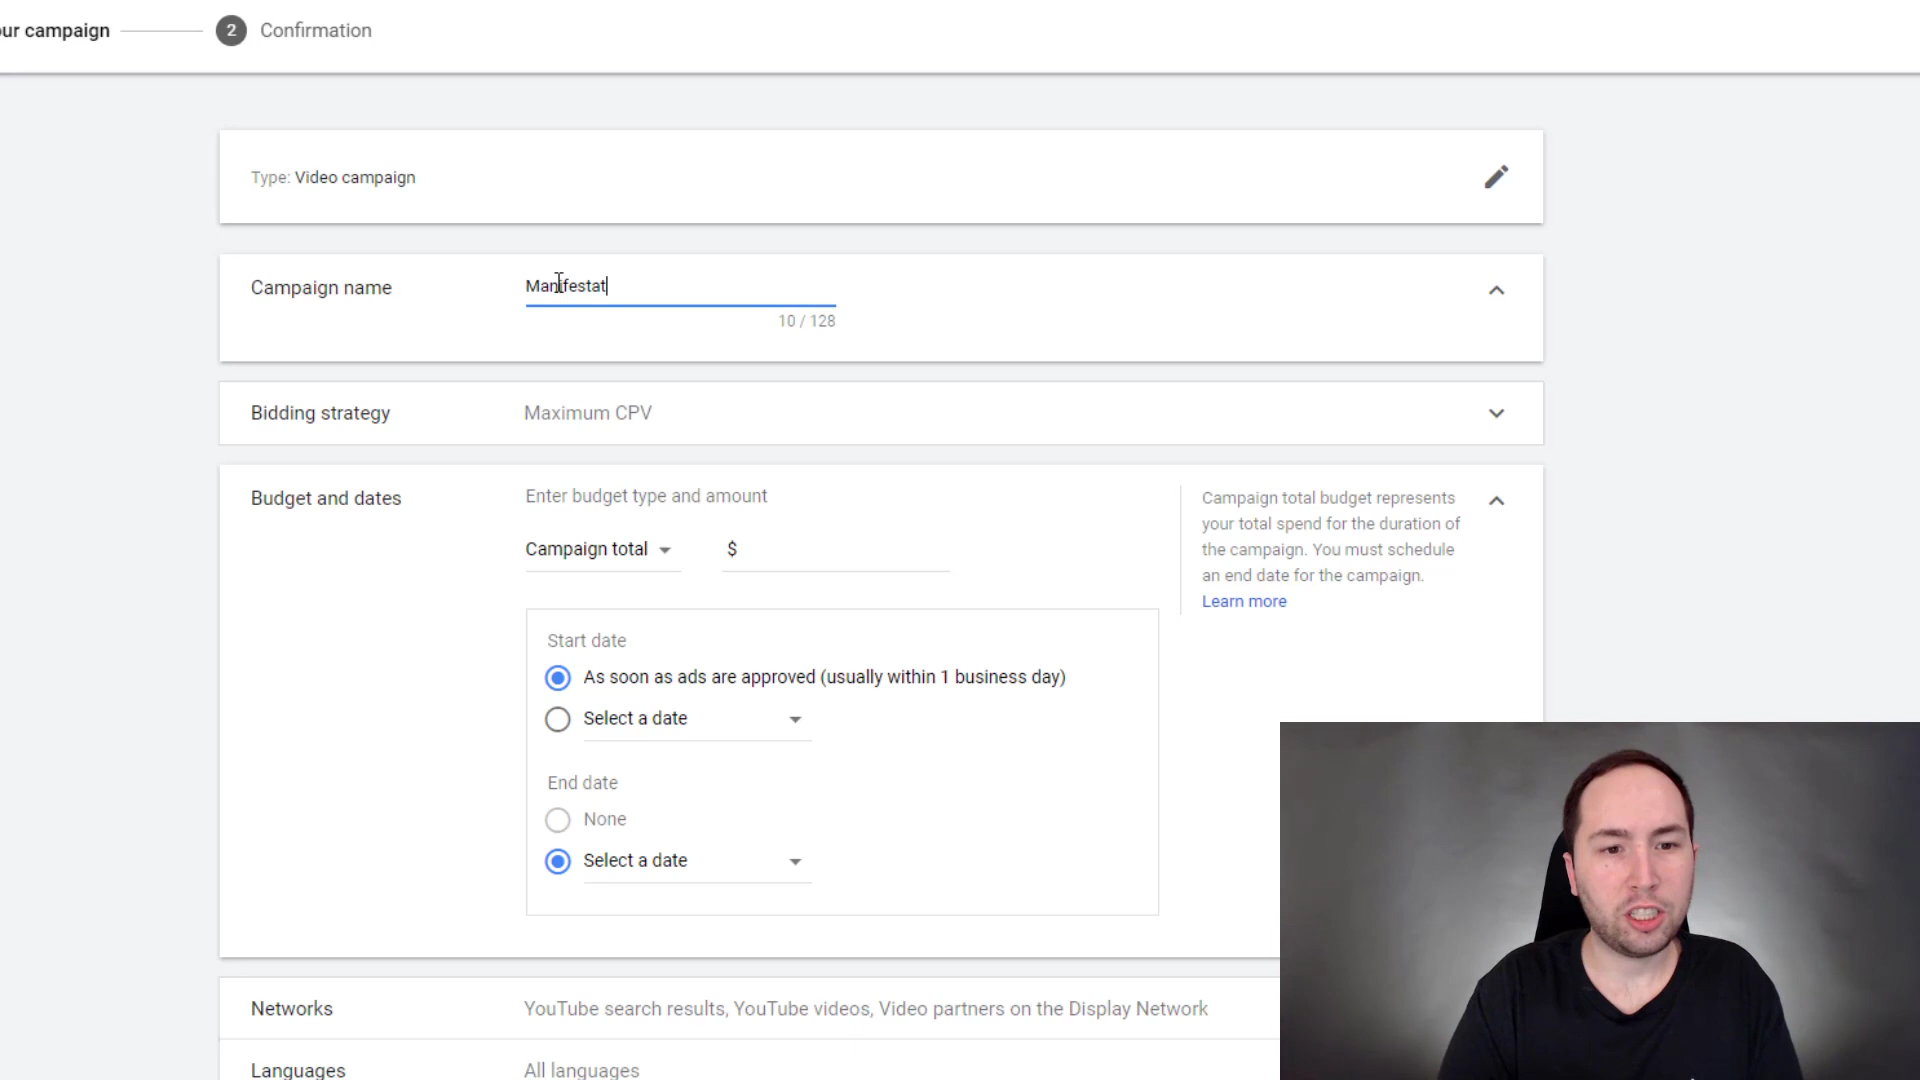 our campaign
2
Confirmation
Type: Video campaign
Campaign name
Manifestat
10 / 128
Bidding strategy
Maximum CPV
Budget and dates
Enter budget type and amount
Campaign total
$
Campaign total budget represents
your total spend for the duration of
the campaign. You must schedule
an end date for the campaign.
Learn more
Start date
As soon as ads are approved (usually within 1 business day)
Select a date
End date
None
Select a date
Networks
YouTube search results, YouTube videos, Video partners on the Display Network
Languages
All languages